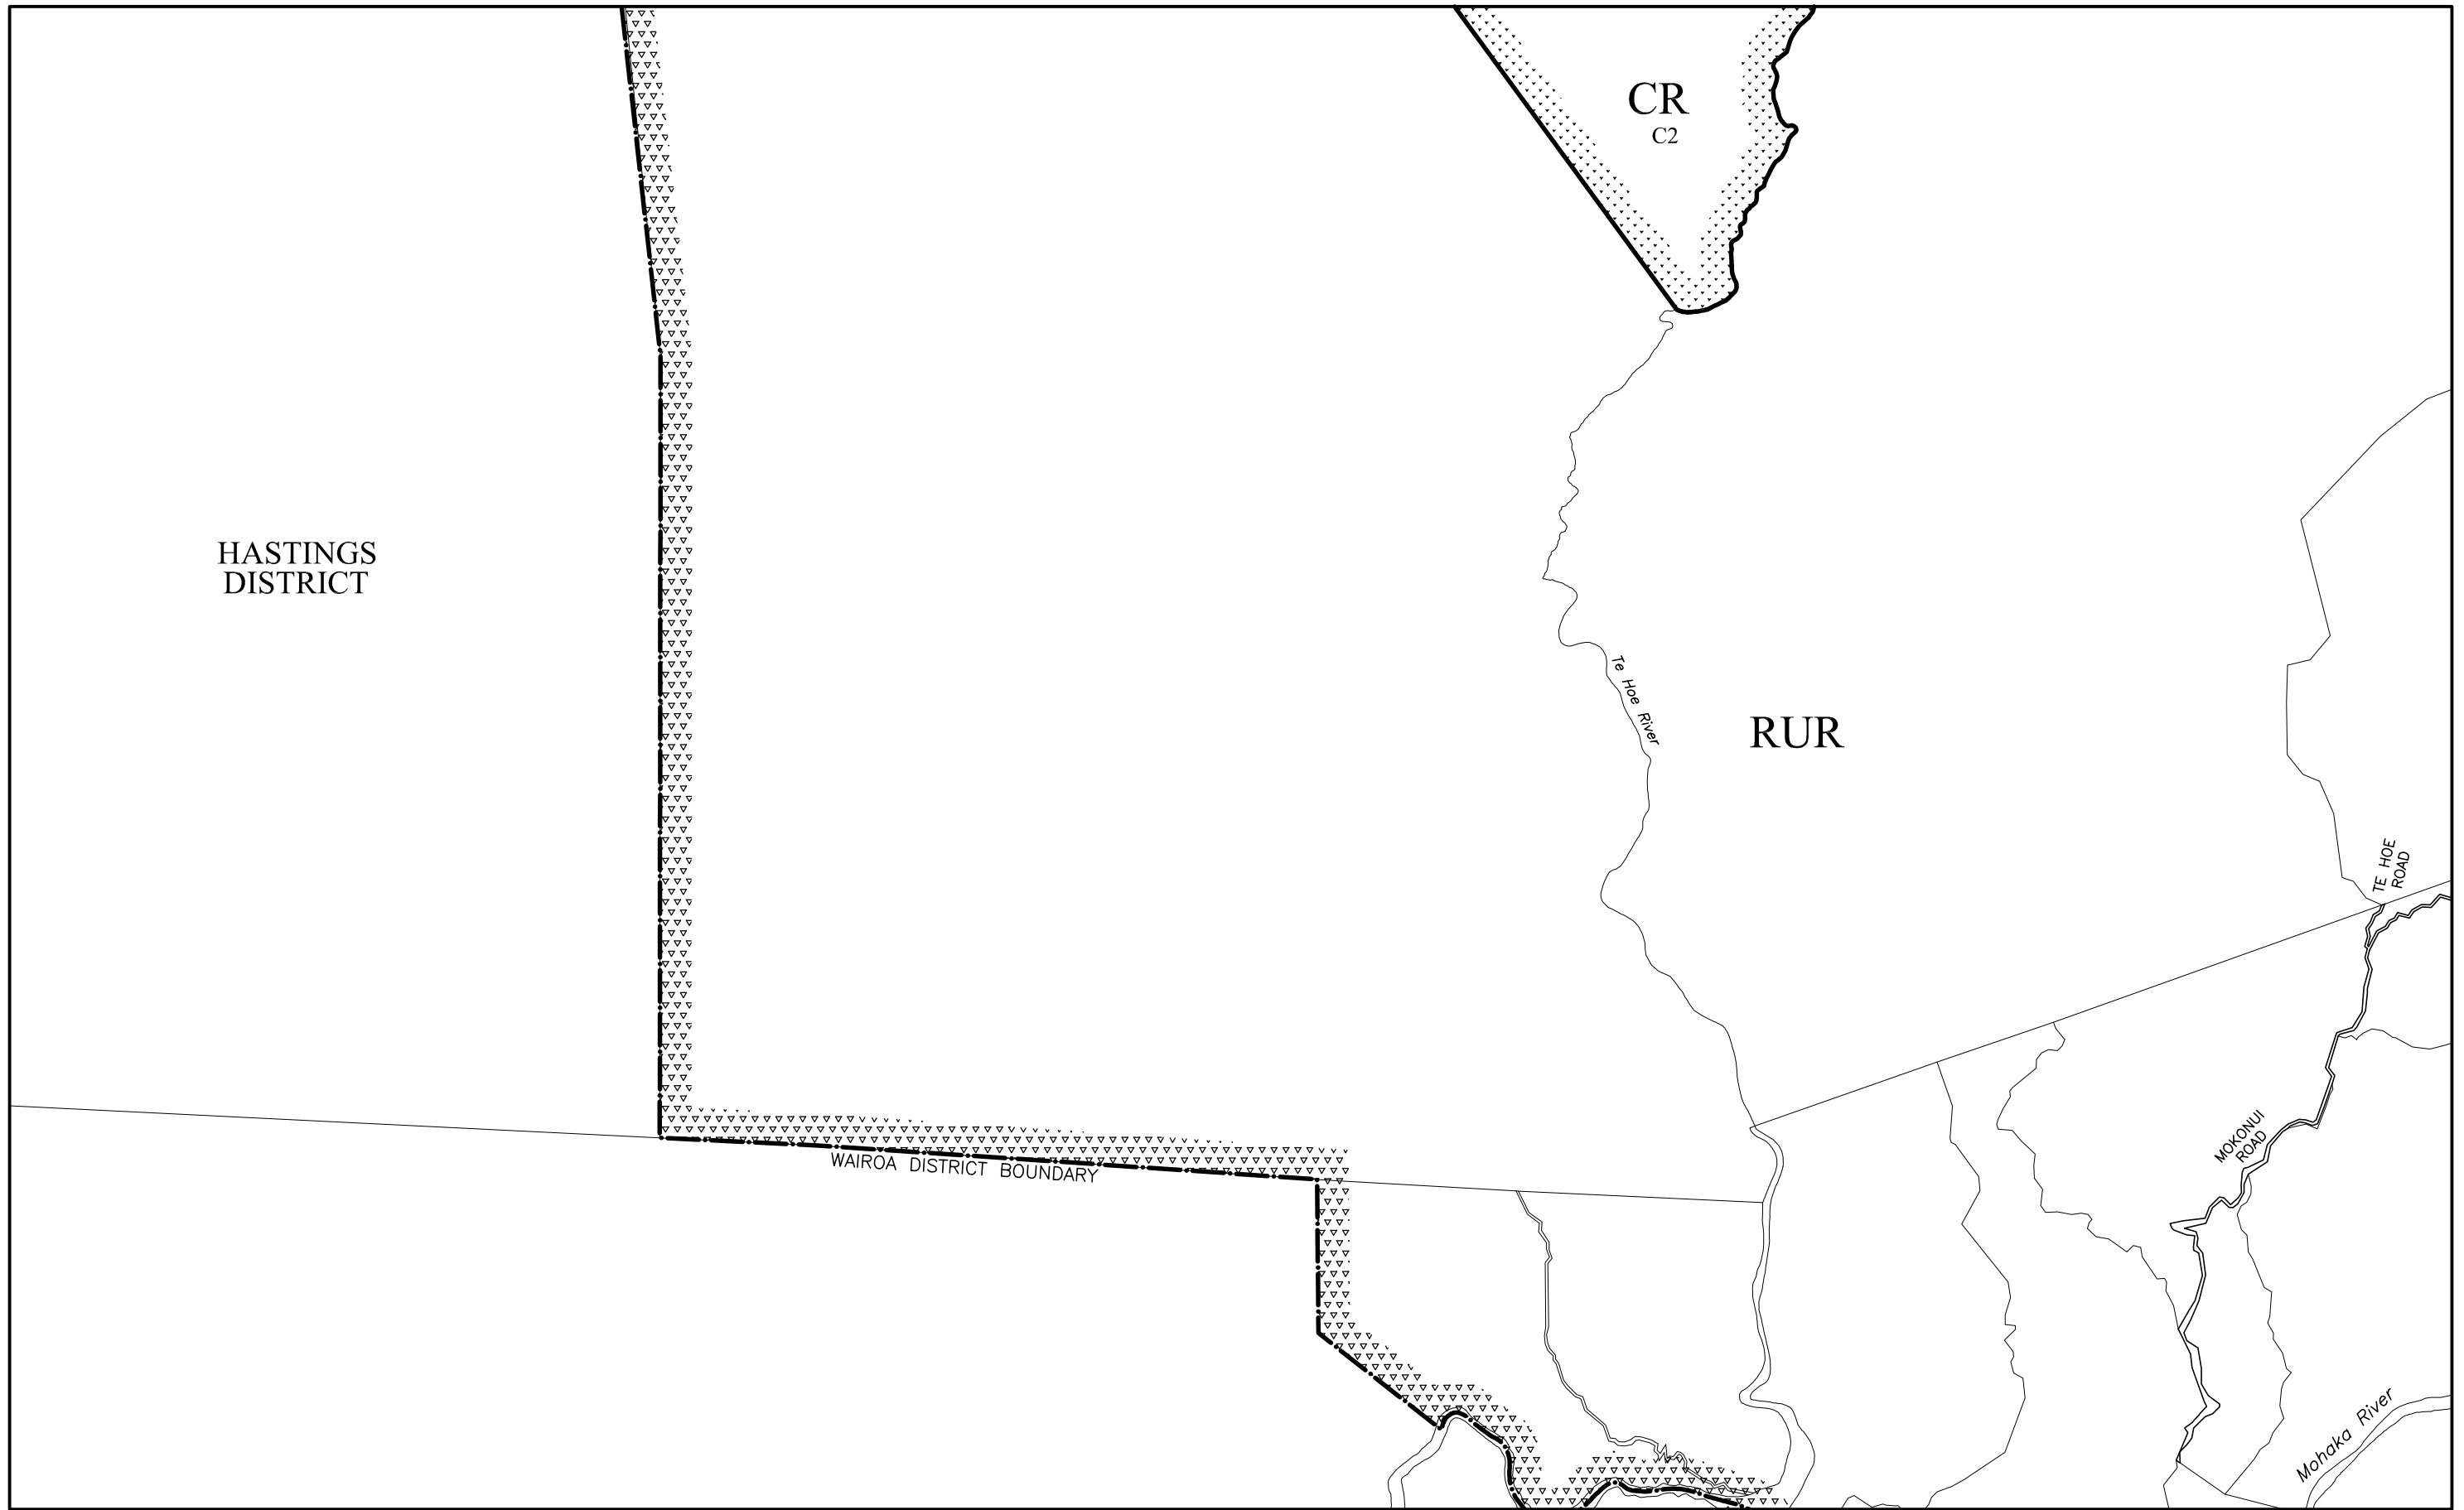 CR
C2
HASTINGS
DISTRICT
Te Hoe River
RUR
TE HOE
ROAD
MOKONUI
ROAD
WAIROA DISTRICT BOUNDARY
Mohaka River